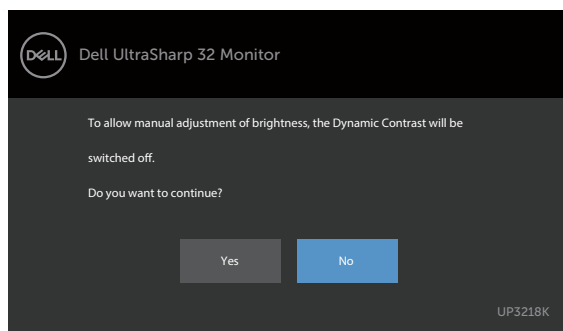 DELL Dell UltraSharp 32 Monitor
To allow manual adjustment of brightness, the Dynamic Contrast will be
switched off.
Do you want to continue?
Yes No
UP3218K